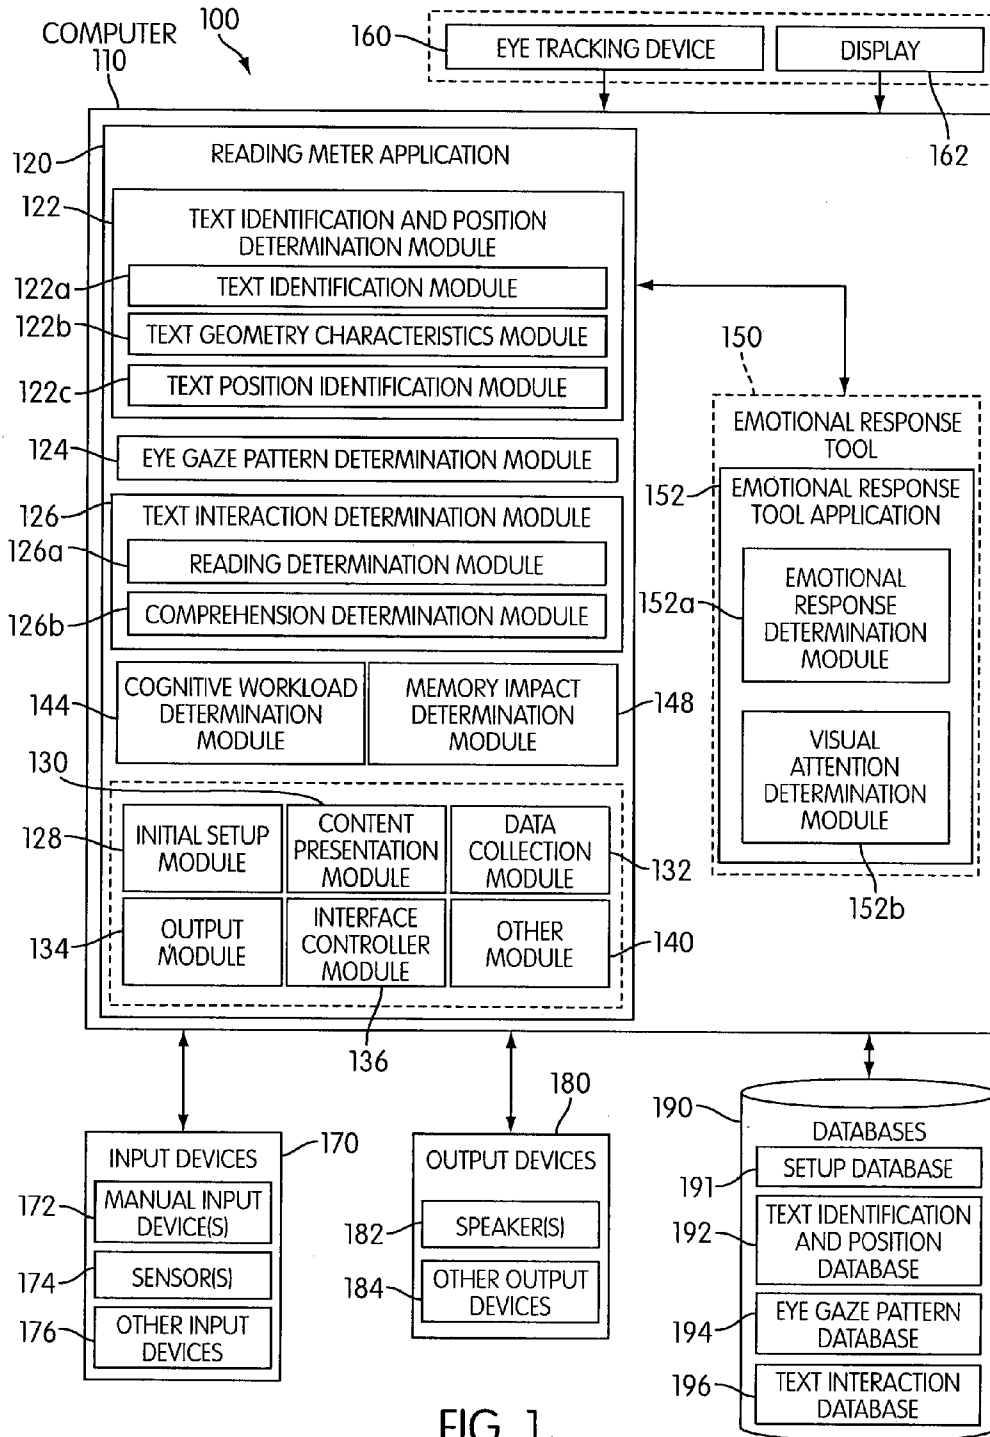 COMPUTER
100
110
160
EYE TRACKING DEVICE
DISPLAY
162
120
READING METER APPLICATION
122
TEXT IDENTIFICATION AND POSITION
DETERMINATION MODULE
122a
TEXT IDENTIFICATION MODULE
122b
TEXT GEOMETRY CHARACTERISTICS MODULE
122c
TEXT POSITION IDENTIFICATION MODULE
124
EYE GAZE PATTERN DETERMINATION MODULE
126
TEXT INTERACTION DETERMINATION MODULE
126a
READING DETERMINATION MODULE
126b
COMPREHENSION DETERMINATION MODULE
144
COGNITIVE WORKLOAD
DETERMINATION
MODULE
MEMORY IMPACT
DETERMINATION
MODULE
148
130
128
INITIAL SETUP
MODULE
CONTENT
PRESENTATION
MODULE
DATA
COLLECTION
MODULE
132
134
OUTPUT
MODULE
INTERFACE
CONTROLLER
MODULE
OTHER
MODULE
140
136
150
EMOTIONAL RESPONSE
TOOL
152
EMOTIONAL RESPONSE
TOOL APPLICATION
152a
EMOTIONAL
RESPONSE
DETERMINATION
MODULE
VISUAL
ATTENTION
DETERMINATION
MODULE
152b
170
INPUT DEVICES
172
MANUAL INPUT
DEVICE(S)
174
SENSOR(S)
176
OTHER INPUT
DEVICES
180
OUTPUT DEVICES
182
SPEAKER(S)
184
OTHER OUTPUT
DEVICES
190
DATABASES
191
SETUP DATABASE
192
TEXT IDENTIFICATION
AND POSITION
DATABASE
194
EYE GAZE PATTERN
DATABASE
196
TEXT INTERACTION
DATABASE
FIG. 1